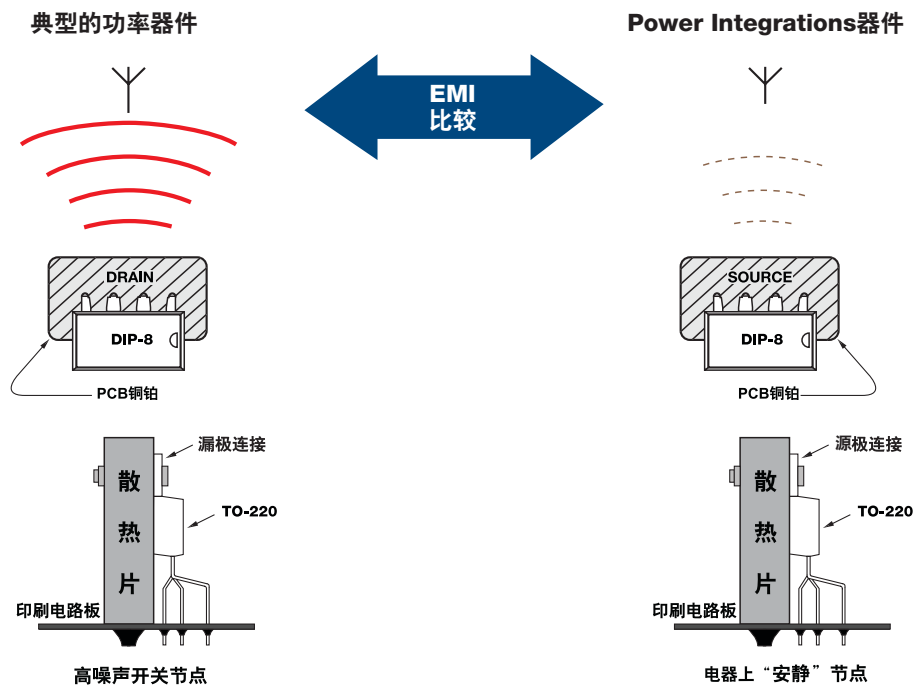 典型的功率器件
Power Integrations器件
EMI
比较
DRAIN
DIP-8
PCB铜铂
SOURCE
DIP-8
PCB铜铂
漏极连接
散
热
片
TO-220
印刷电路板
高噪声开关节点
源极连接
散
热
片
TO-220
印刷电路板
电器上“安静”节点